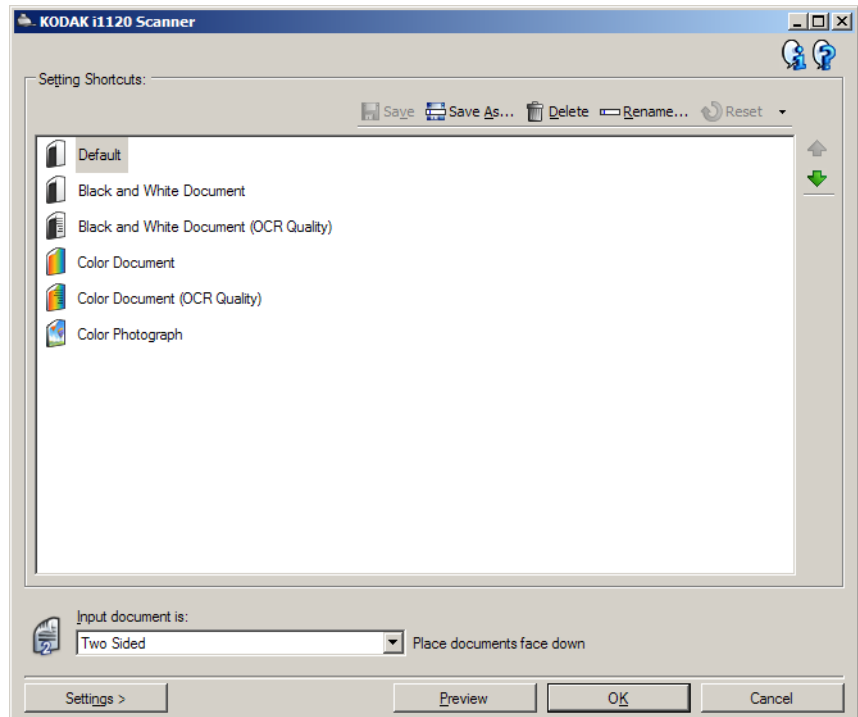 KODAK i1120 Scanner
Setting Shortcuts:
Save Save As... Delete Rename... Reset
Default
Black and White Document
Black and White Document (OCR Quality)
Color Document
Color Document (OCR Quality)
Color Photograph
Input document is:
2 Two Sided Place documents face down
Settings > Preview OK Cancel